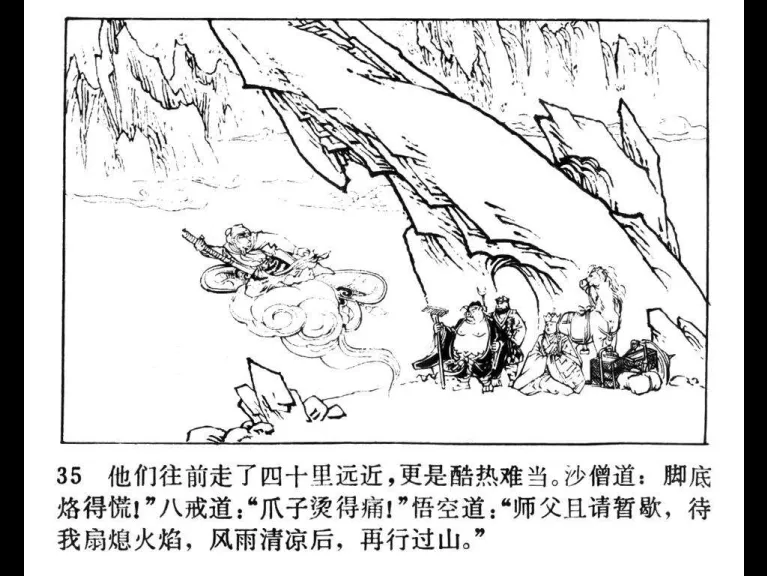 35 他们往前走了四十里远近，更是酷热难当。沙僧道：脚底
烙得慌！”八戒道：“爪子烫得痛！”悟空道：“师父且请暂歇，待
我扇熄火焰，风雨清凉后，再行过山。”